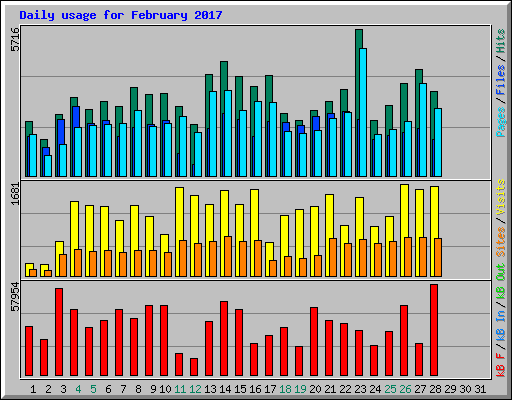 Daily usage for February 2017
5716
Pages / Files / Hits
1681
Sites / Visits
57954
kB F / kB In / kB Out
1 2 3 4 5 6 7 8 9 10 11 12 13 14 15 16 17 18 19 20 21 22 23 24 25 26 27 28 29 30 31